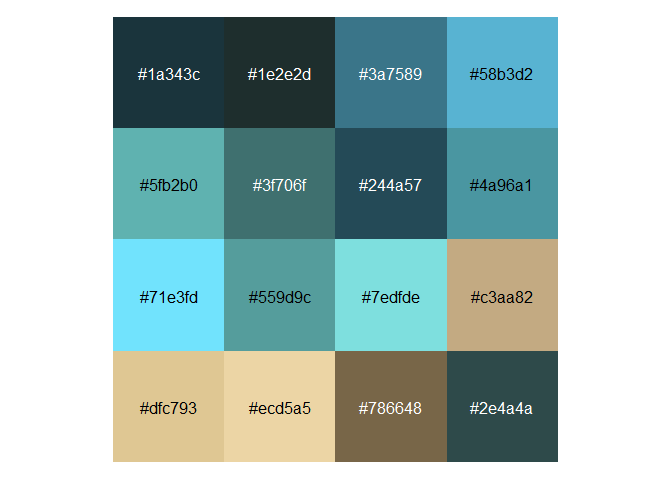 #1a343c #1e2e2d #3a7589 #58b3d2
#5fb2b0 #3f706f #244a57 #4a96a1
#71e3fd #559d9c #7edfde #c3aa82
#dfc793 #ecd5a5 #786648 #2e4a4a